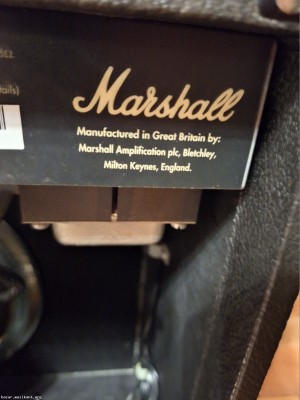 Marshall
Manufactured in Great Britain by:
Marshall Amplification plc, Bletchley,
Milton Keynes, England.